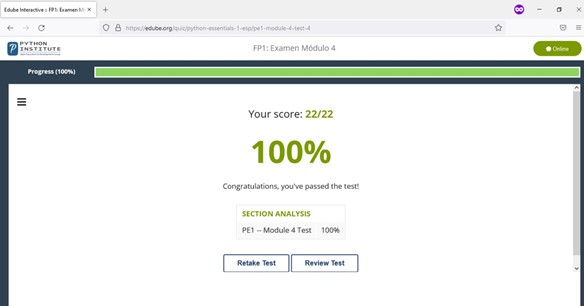 Edube Interactive :: FP1: Examen M
https://edube.org/quiz/python-essentials-1-esp/pe1-module-4-test-4
PYTHON
INSTITUTE
FP1: Examen Módulo 4
Online
Progress (100%)
Your score: 22/22
100%
Congratulations, you've passed the test!
SECTION ANALYSIS
PE1 -- Module 4 Test 100%
Retake Test Review Test